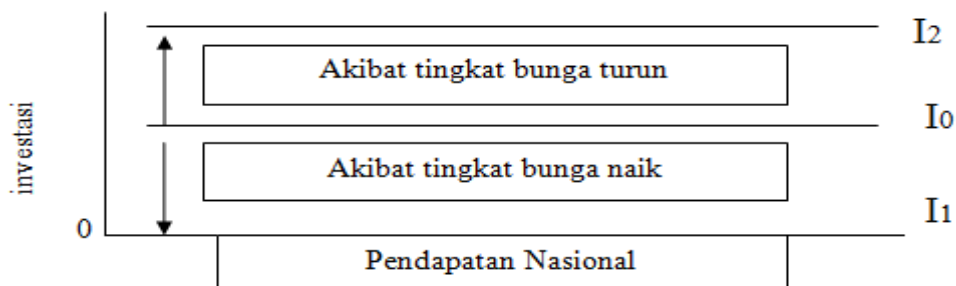 I2
Akibat tingkat bunga turun
I0
investasi
Akibat tingkat bunga naik
I1
0
Pendapatan Nasional